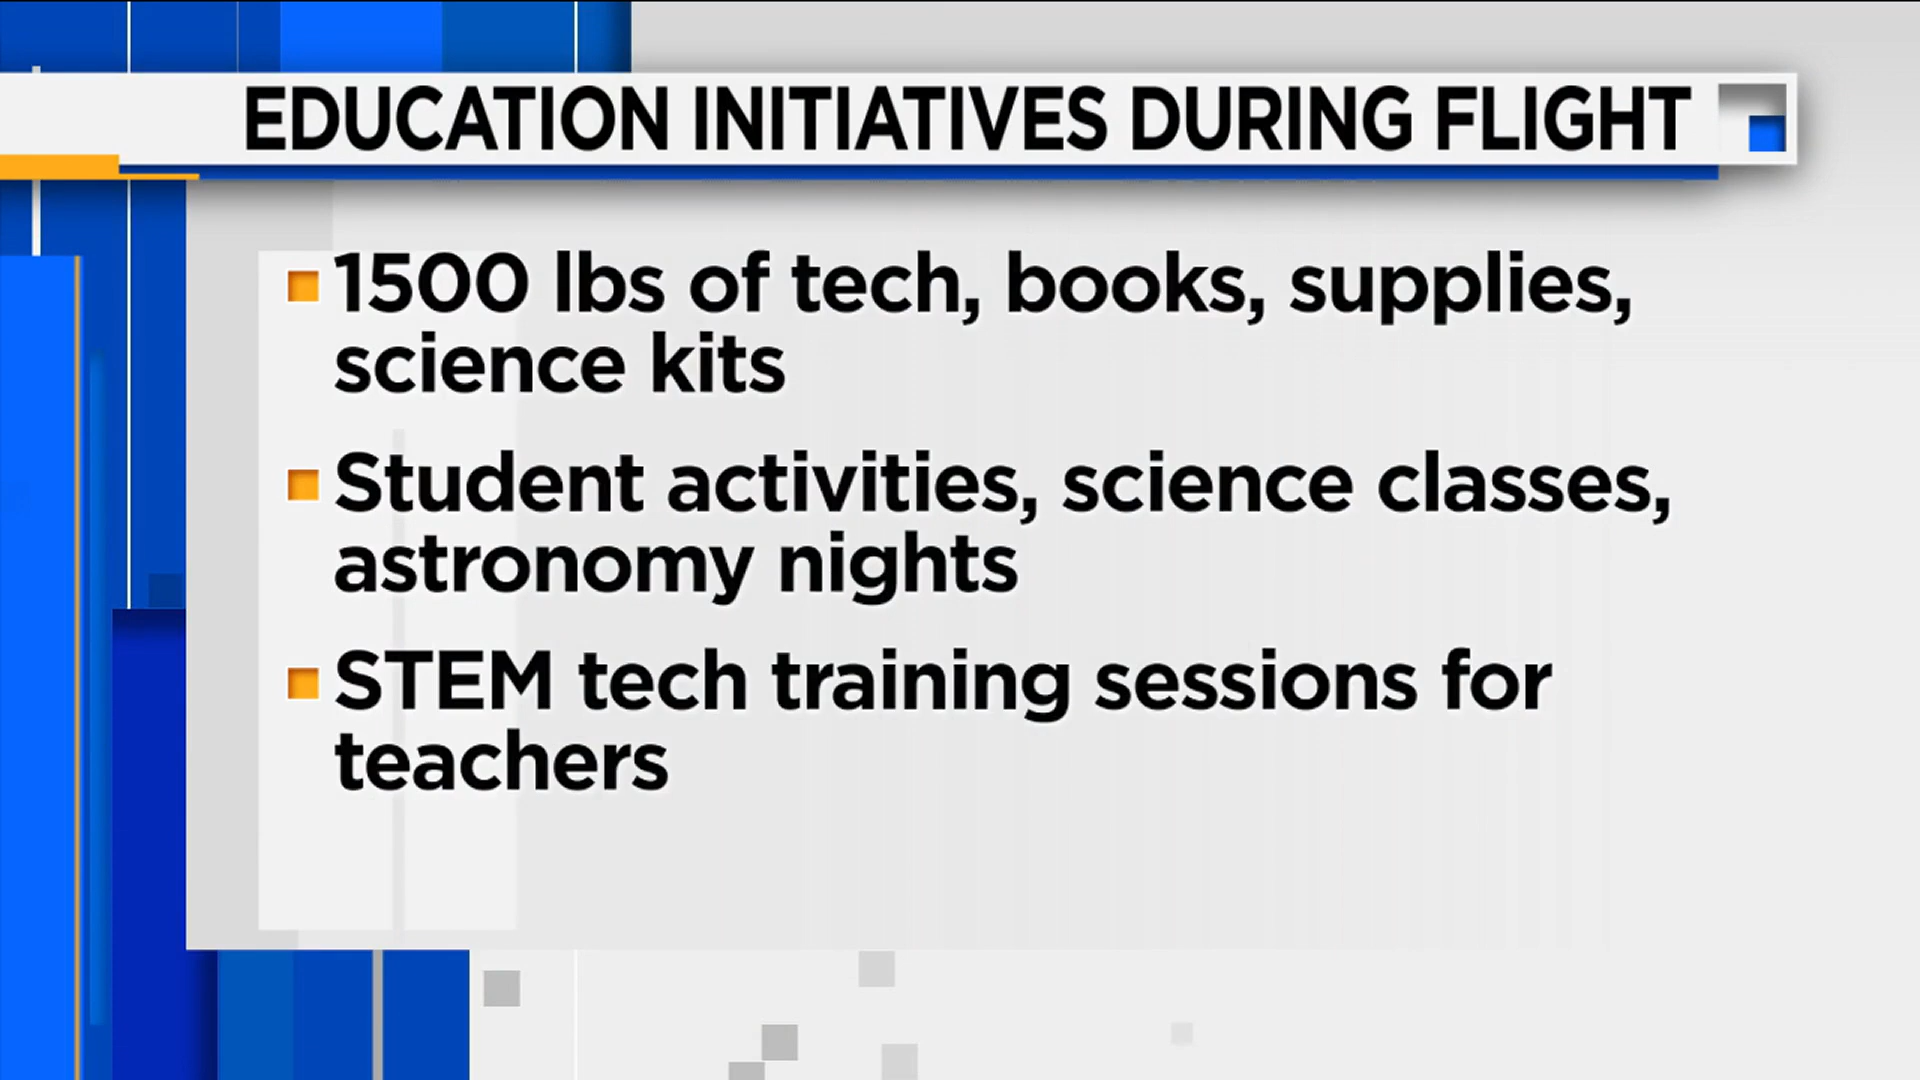 EDUCATION INITIATIVES DURING FLIGHT
1500 lbs of tech, books, supplies,
science kits
Student activities, science classes,
astronomy nights
STEM tech training sessions for
teachers